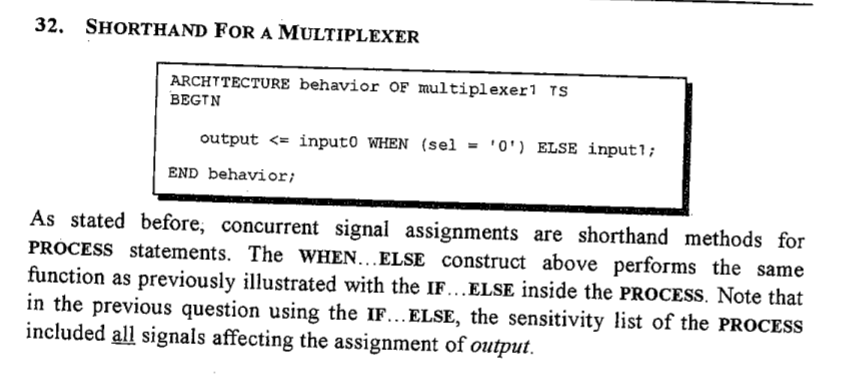 32. SHORTHAND FOR A MULTIPLEXER
ARCHITECTURE behavior OF multiplexer1 IS
BEGIN
output <= input0 WHEN (sel = '0') ELSE input1;
END behavior;
As stated before, concurrent signal assignments are shorthand methods for
PROCESS statements. The WHEN...ELSE construct above performs the same
function as previously illustrated with the IF...ELSE inside the PROCESS. Note that
in the previous question using the IF...ELSE, the sensitivity list of the PROCESS
included all signals affecting the assignment of output.